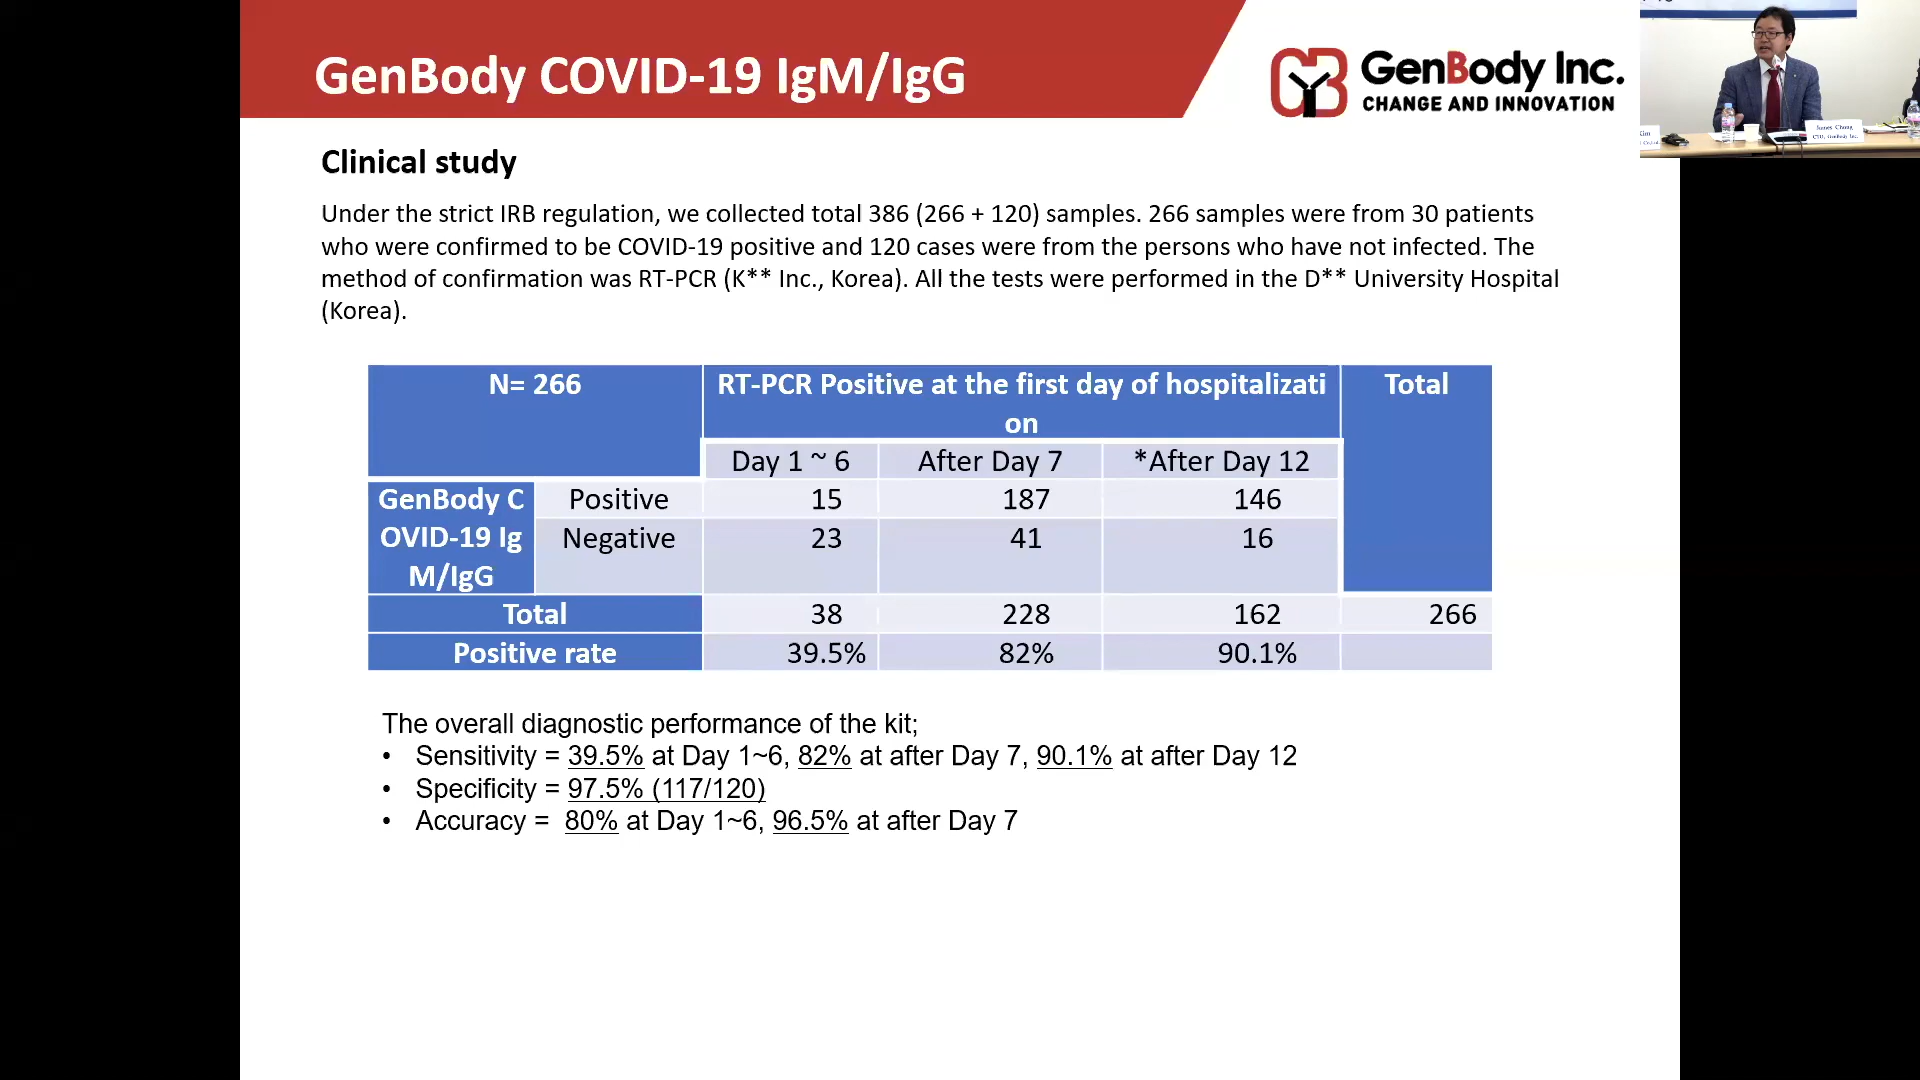 GenBody COVID-19 IgM/IgG
GenBody Inc.
CHANGE AND INNOVATION
Kim
James Chong
CTO, GenBody Inc.
Clinical study
Under the strict IRB regulation, we collected total 386 (266 + 120) samples. 266 samples were from 30 patients
who were confirmed to be COVID-19 positive and 120 cases were from the persons who have not infected. The
method of confirmation was RT-PCR (K** Inc., Korea). All the tests were performed in the D** University Hospital
(Korea).
N= 266
RT-PCR Positive at the first day of hospitalizati
on
Total
Day 1 ~ 6 After Day 7 *After Day 12
GenBody C
OVID-19 Ig
M/IgG
Positive 15 187 146
Negative 23 41 16
Total 38 228 162 266
Positive rate 39.5% 82% 90.1%
The overall diagnostic performance of the kit;
• Sensitivity = 39.5% at Day 1~6, 82% at after Day 7, 90.1% at after Day 12
• Specificity = 97.5% (117/120)
• Accuracy = 80% at Day 1~6, 96.5% at after Day 7